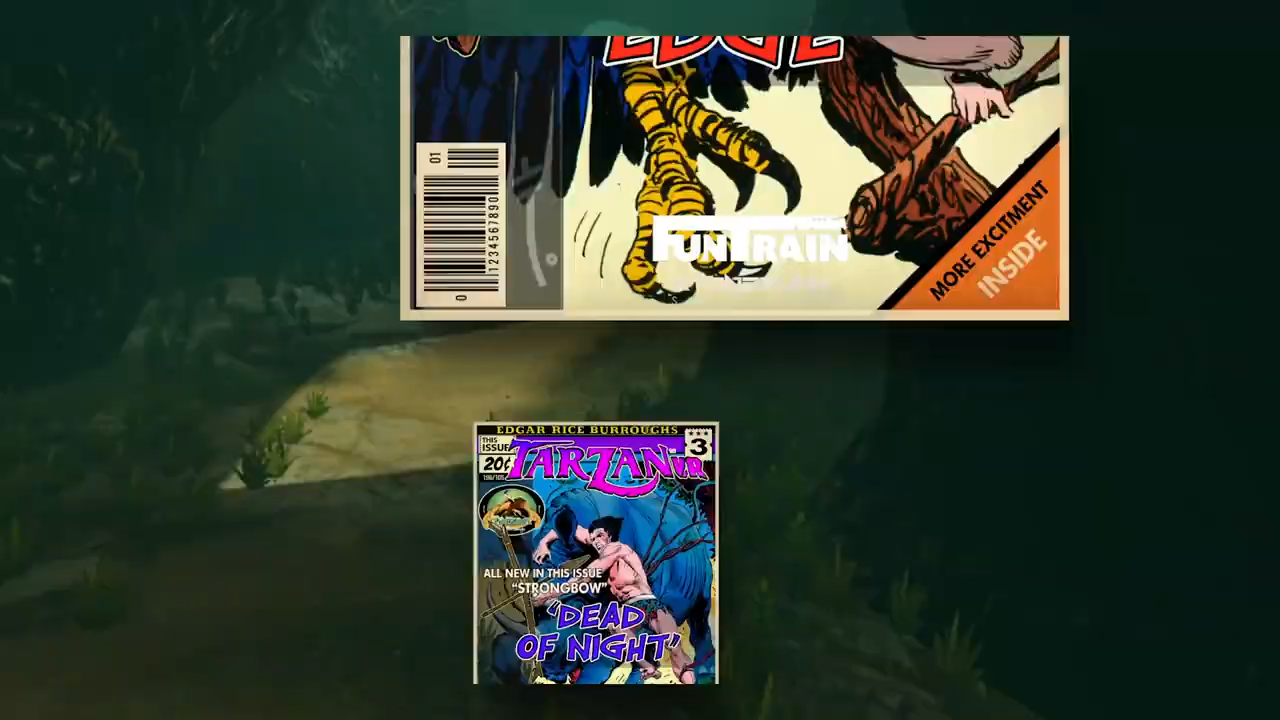 EDGE
01
1234567890
0
FUNTRAIN
MORE EXCITMENT
INSIDE
EDGAR RICE BURROUGHS
THIS
ISSUE
20¢
TARZAN VR
3
ALL NEW IN THIS ISSUE
“STRONGBOW”
“DEAD
OF NIGHT”